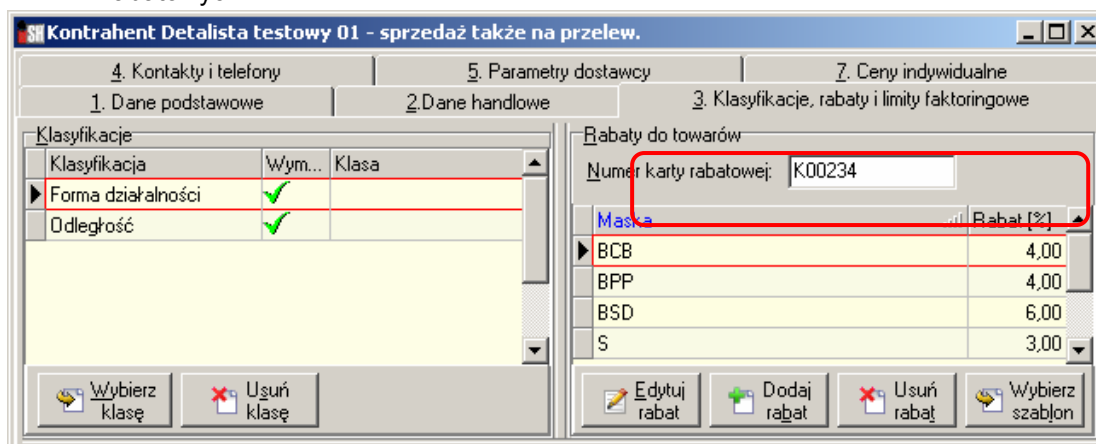 Kontrahent Detalista testowy 01 - sprzedaż także na przelew.
4. Kontakty i telefony
5. Parametry dostawcy
7. Ceny indywidualne
1. Dane podstawowe
2.Dane handlowe
3. Klasyfikacje, rabaty i limity faktoringowe
Klasyfikacje
Klasyfikacja Wym... Klasa
Forma działalności
Odległość
Wybierz klasę
Usuń klasę
Rabaty do towarów
Numer karty rabatowej: K00234
Maska Rabat [%]
BCB 4,00
BPP 4,00
BSD 6,00
S 3,00
Edytuj rabat
Dodaj rabat
Usuń rabat
Wybierz szablon